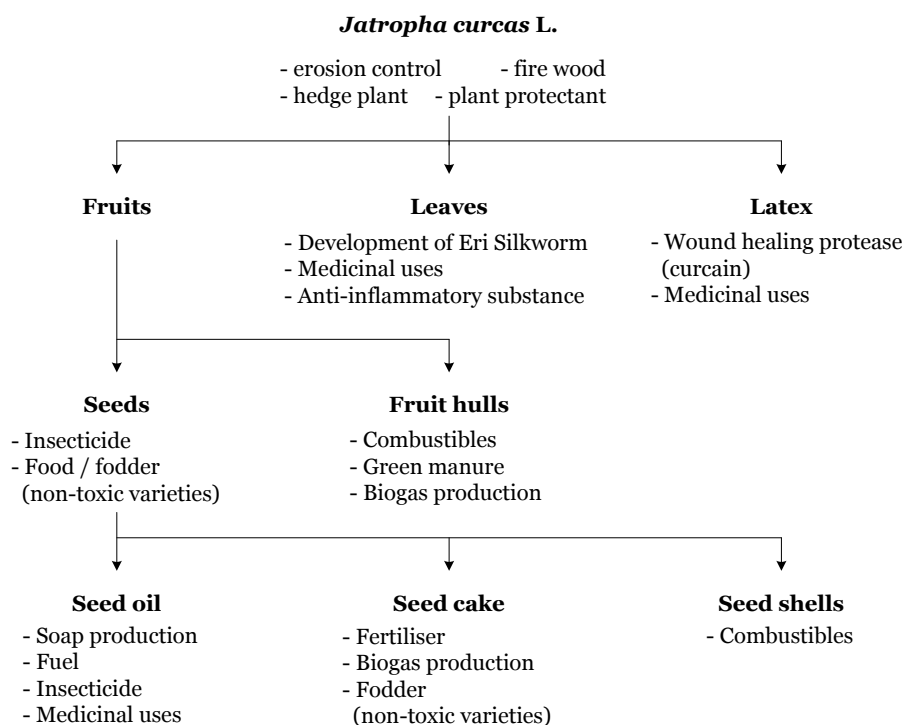 Jatropha curcas L.
- erosion control - fire wood
- hedge plant - plant protectant
Fruits
Leaves
- Development of Eri Silkworm
- Medicinal uses
- Anti-inflammatory substance
Latex
- Wound healing protease
(curcain)
- Medicinal uses
Seeds
- Insecticide
- Food / fodder
(non-toxic varieties)
Fruit hulls
- Combustibles
- Green manure
- Biogas production
Seed oil
- Soap production
- Fuel
- Insecticide
- Medicinal uses
Seed cake
- Fertiliser
- Biogas production
- Fodder
(non-toxic varieties)
Seed shells
- Combustibles